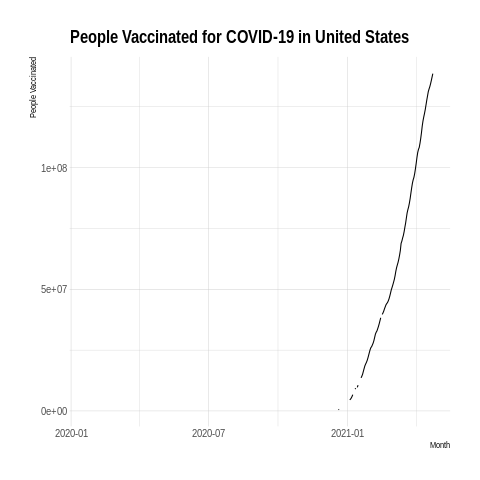 People Vaccinated for COVID-19 in United States
People Vaccinated
1e+08
5e+07
0e+00
2020-01
2020-07
2021-01
Month